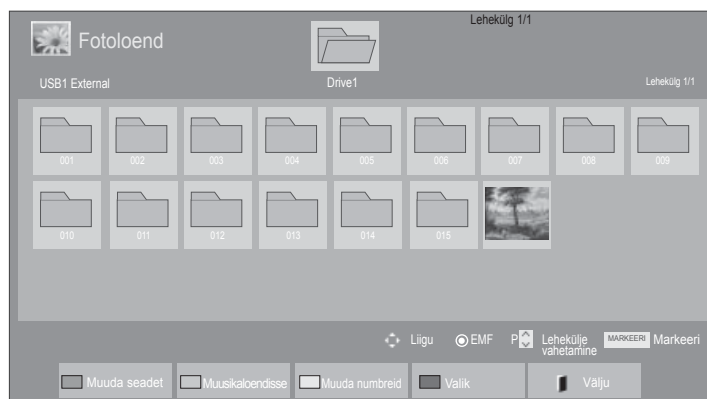 Lehekülg 1/1
Fotoloend
USB1 External
Drive1
Lehekülg 1/1
001 002 003 004 005 006 007 008 009
010 011 012 013 014 015
Liigu EMF P Lehekülje vahetamine MARKEERI Markeeri
Muuda seadet Muusikaloendisse Muuda numbreid Valik Välju